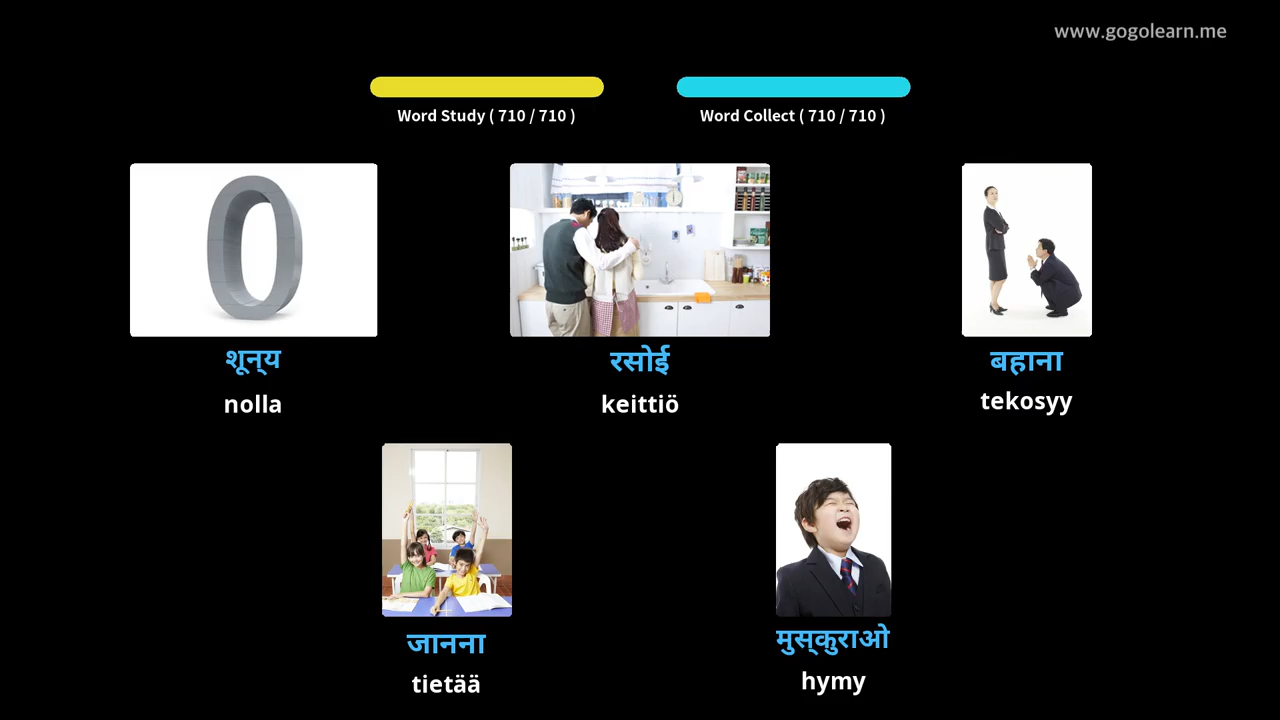 www.gogolearn.me
Word Study ( 710 / 710 )
Word Collect ( 710 / 710 )
शून्य
रसोई
बहाना
nolla
keittiö
tekosyy
जानना
मुस्कुराओ
tietää
hymy